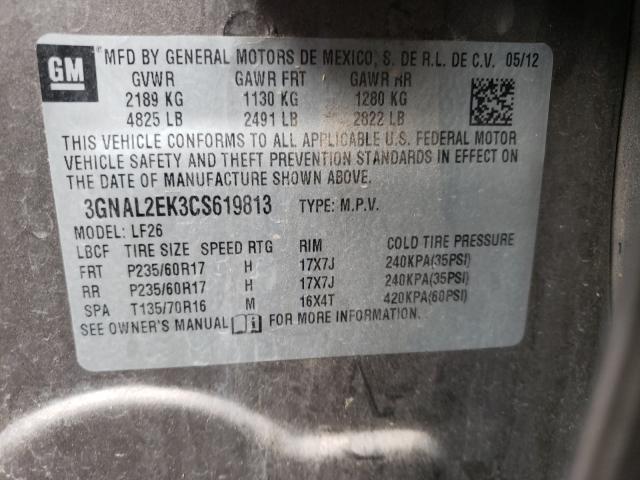 GM
MFD BY GENERAL MOTORS DE MEXICO, S. DE R.L. DE C.V. 05/12
GVWR GAWR FRT GAWR RR
2189 KG 1130 KG 1280 KG
4825 LB 2491 LB 2822 LB
THIS VEHICLE CONFORMS TO ALL APPLICABLE U.S. FEDERAL MOTOR
VEHICLE SAFETY AND THEFT PREVENTION STANDARDS IN EFFECT ON
THE DATE OF MANUFACTURE SHOWN ABOVE.
3GNAL2EK3CS619813 TYPE: M.P.V.
MODEL: LF26
LBCF TIRE SIZE SPEED RTG RIM COLD TIRE PRESSURE
FRT P235/60R17 H 17X7J 240KPA(35PSI)
RR P235/60R17 H 17X7J 240KPA(35PSI)
SPA T135/70R16 M 16X4T 420KPA(60PSI)
SEE OWNER'S MANUAL FOR MORE INFORMATION.